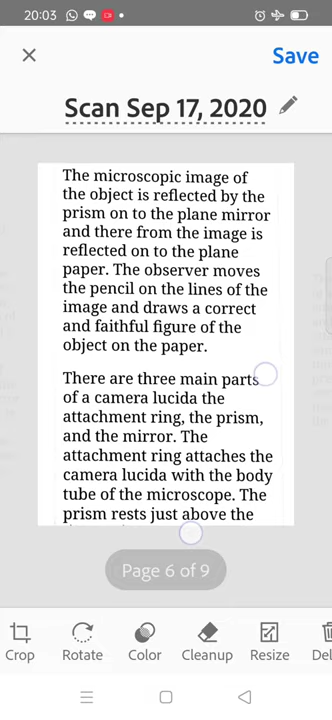 20:03
Save
Scan Sep 17, 2020
The microscopic image of
the object is reflected by the
prism on to the plane mirror
and there from the image is
reflected on to the plane
paper. The observer moves
the pencil on the lines of the
image and draws a correct
and faithful figure of the
object on the paper.
There are three main parts
of a camera lucida the
attachment ring, the prism,
and the mirror. The
attachment ring attaches the
camera lucida with the body
tube of the microscope. The
prism rests just above the
Page 6 of 9
Crop Rotate Color Cleanup Resize Del